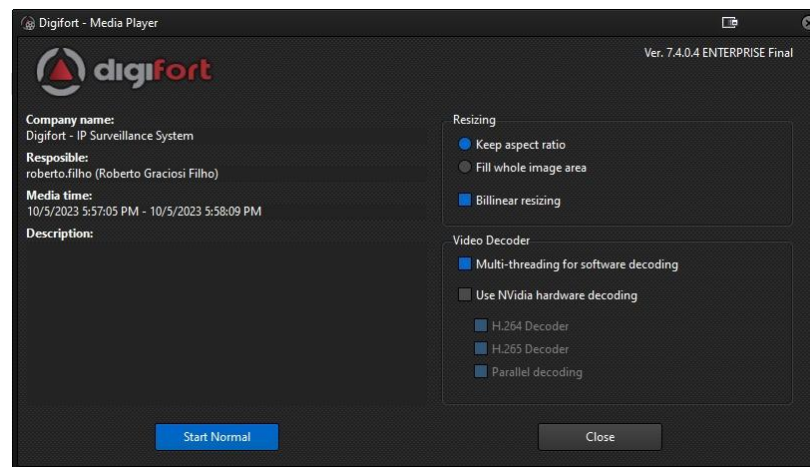 Digifort - Media Player
digifort
Ver. 7.4.0.4 ENTERPRISE Final
Company name:
Digifort - IP Surveillance System
Resposible:
roberto.filho (Roberto Graciosi Filho)
Media time:
10/5/2023 5:57:05 PM - 10/5/2023 5:58:09 PM
Description:
Resizing
Keep aspect ratio
Fill whole image area
Billinear resizing
Video Decoder
Multi-threading for software decoding
Use NVidia hardware decoding
H.264 Decoder
H.265 Decoder
Parallel decoding
Start Normal
Close